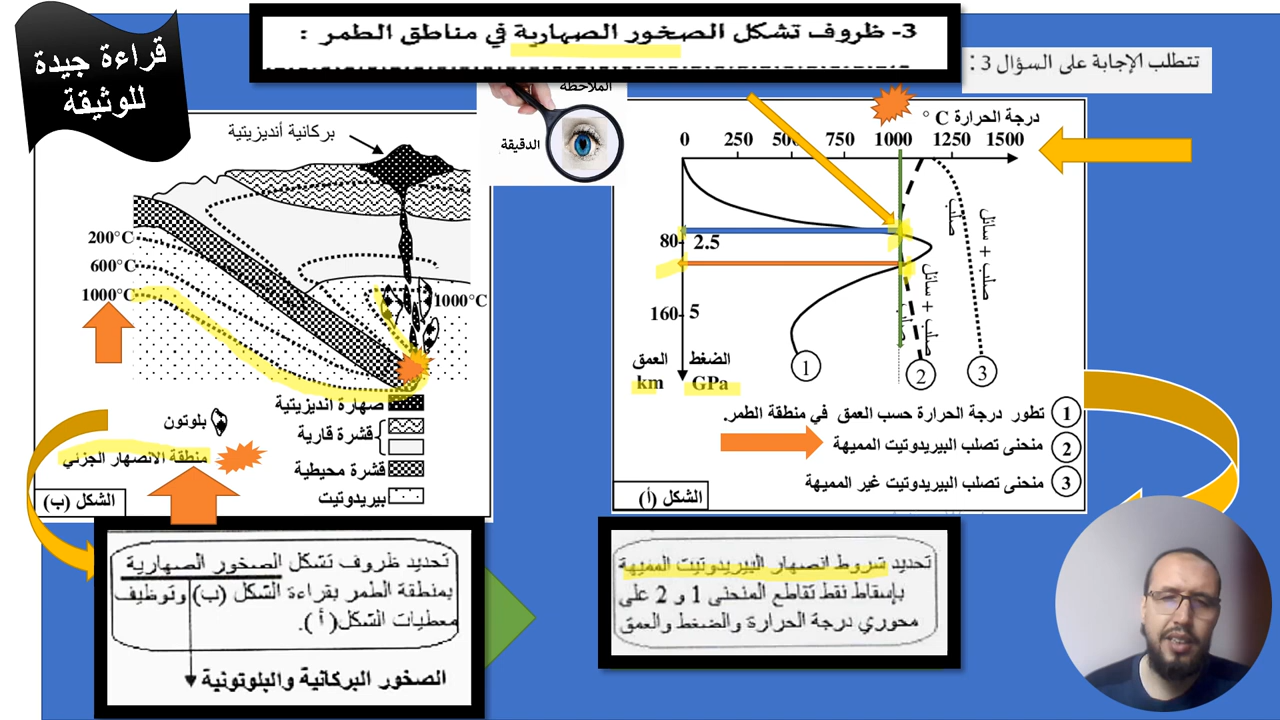 3- ظروف تشكل الصخور الصهارية في مناطق الطمر :
تتطلب الإجابة على السؤال 3 :
قراءة جيدة
للوثيقة
الملاحظة
الدقيقة
درجة الحرارة C °
0 250 500 750 1000 1250 1500
80 2.5
160 5
العمق الضغط
km GPa
صلب
صلب + سائل
صلب
صلب + سائل
1 2 3
1 تطور درجة الحرارة حسب العمق في منطقة الطمر.
2 منحنى تصلب البيريدوتيت المميهة
3 منحنى تصلب البيريدوتيت غير المميهة
الشكل (أ)
بركانية أنديزيتية
200°C
600°C
1000°C
1000°C
صهارة انديزيتية
قشرة قارية
قشرة محيطية
بيريدوتيت
بلوتون
منطقة الانصهار الجزئي
الشكل (ب)
تحديد شروط انصهار البيريدوتيت المميهة
بإسقاط نقط تقاطع المنحنى 1 و 2 على
محوري درجة الحرارة والضغط والعمق
تحديد ظروف تشكل الصخور الصهارية
بمنطقة الطمر بقراءة الشكل (ب) وتوظيف
معطيات الشكل(أ).
الصخور البركانية والبلوتونية